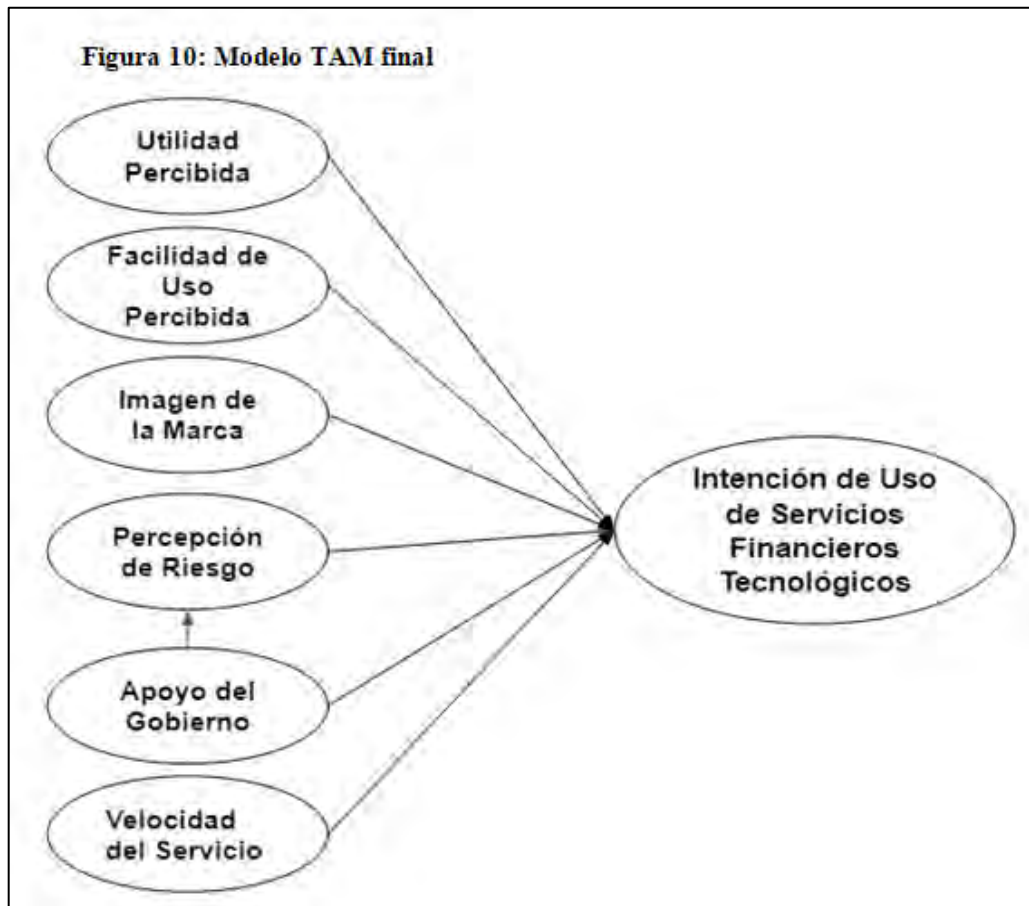 Figura 10: Modelo TAM final
Utilidad
Percibida
Facilidad de
Uso
Percibida
Imagen de
la Marca
Percepción
de Riesgo
Apoyo del
Gobierno
Velocidad
del Servicio
Intención de Uso
de Servicios
Financieros
Tecnológicos